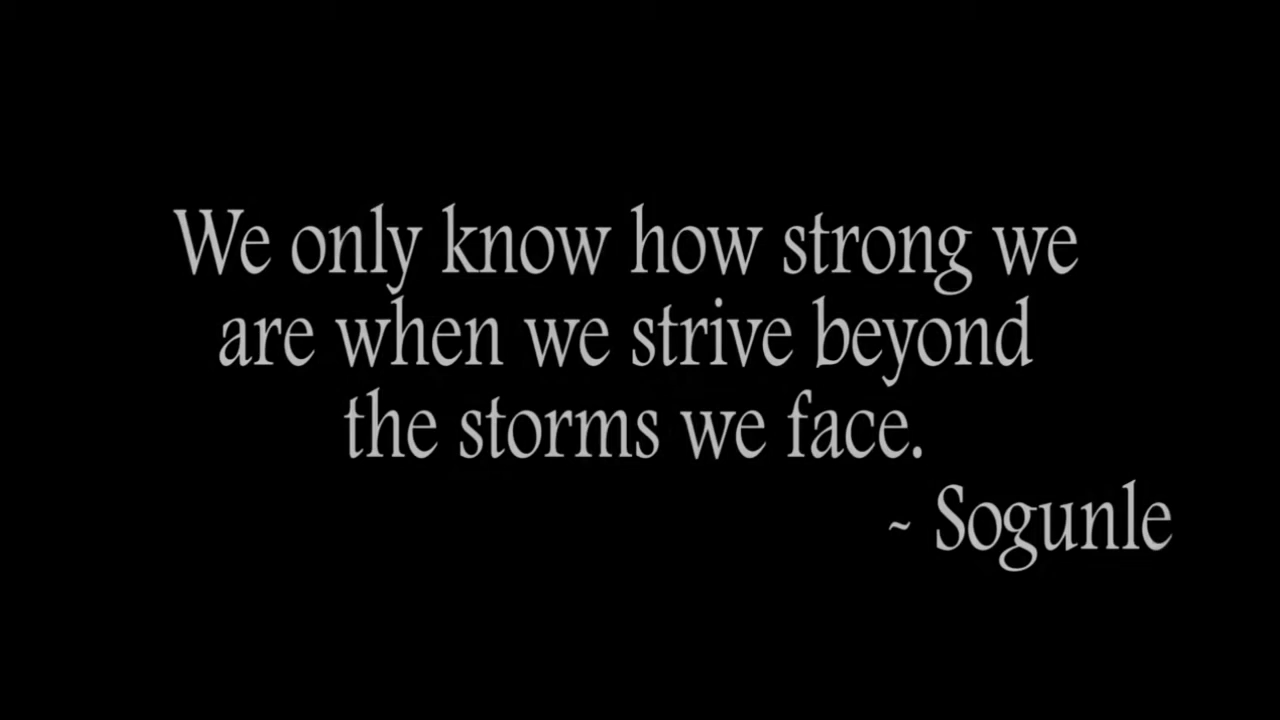 We only know how strong we
are when we strive beyond
the storms we face.
~ Sogunle